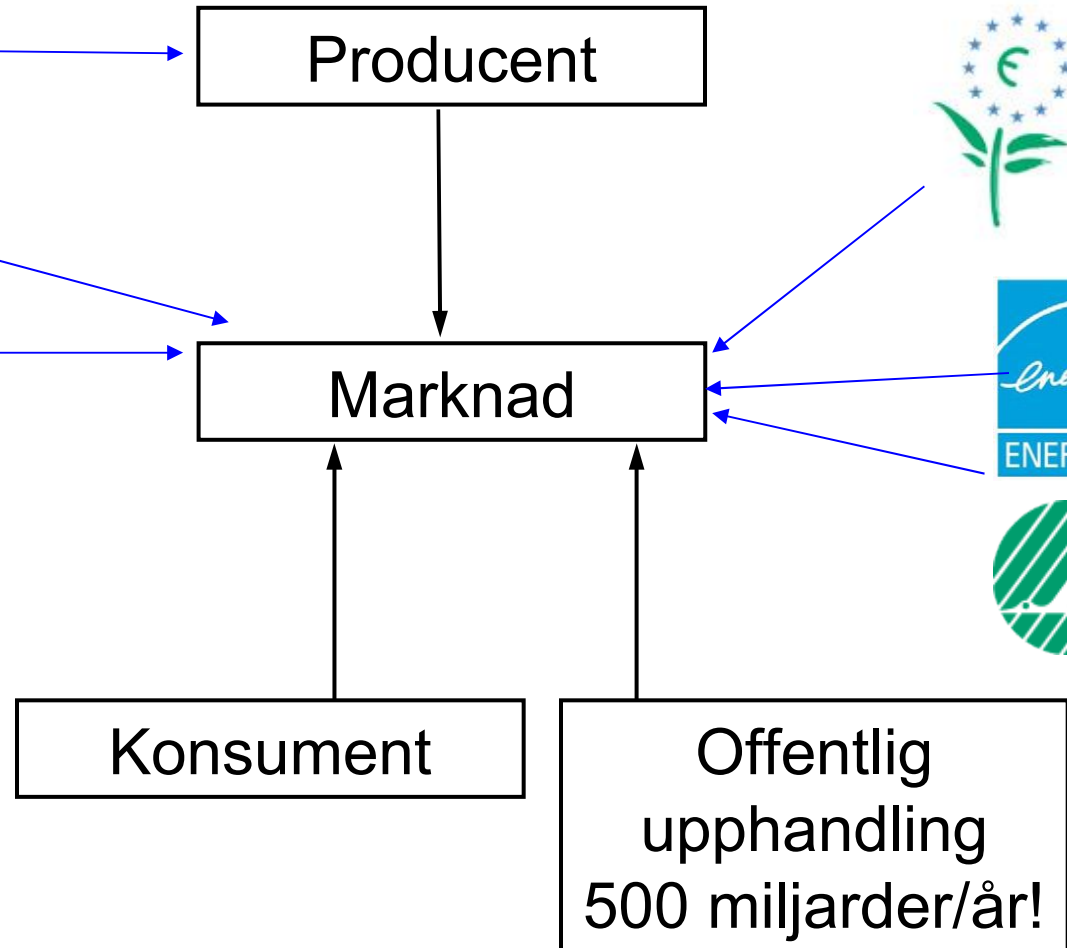 Producent
Marknad
Konsument
Offentlig
upphandling
500 miljarder/år!